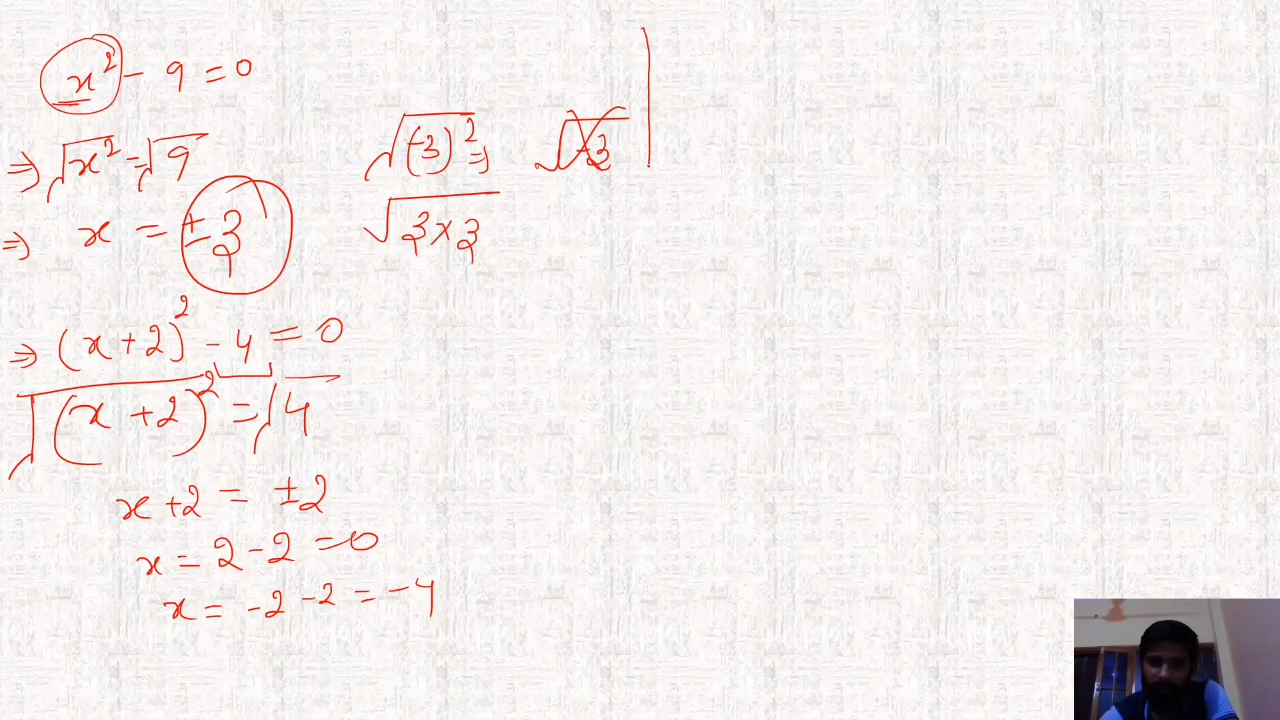 x² - 9 = 0
⇒ √x² = √9
⇒ x = ±3
√(-3)² ⇒
√3×3
⇒ (x+2)² - 4 = 0
√(x+2)² = √4
x+2 = ±2
x = 2-2 = 0
x = -2-2 = -4